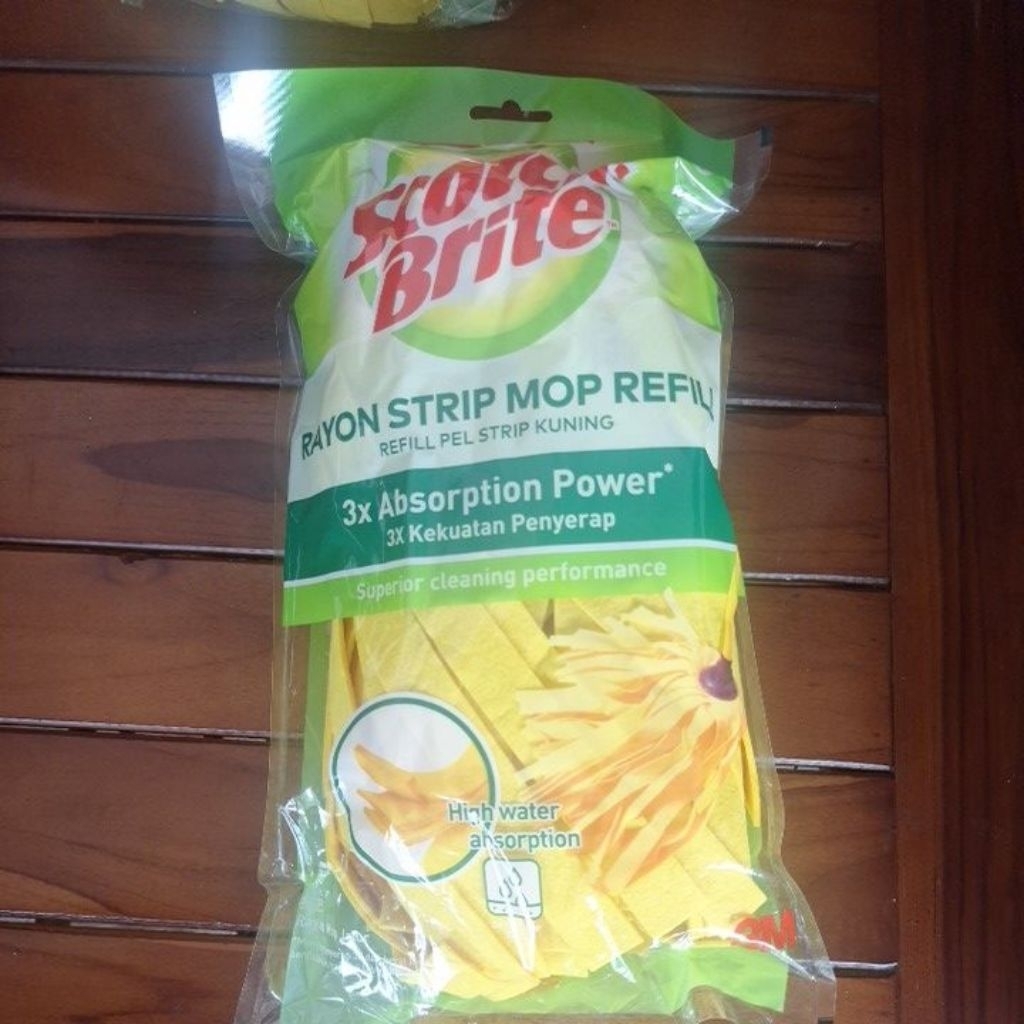 Scotch
Brite™
RAYON STRIP MOP REFILL
REFILL PEL STRIP KUNING
3x Absorption Power*
3X Kekuatan Penyerap
Superior cleaning performance
High water
absorption
3M